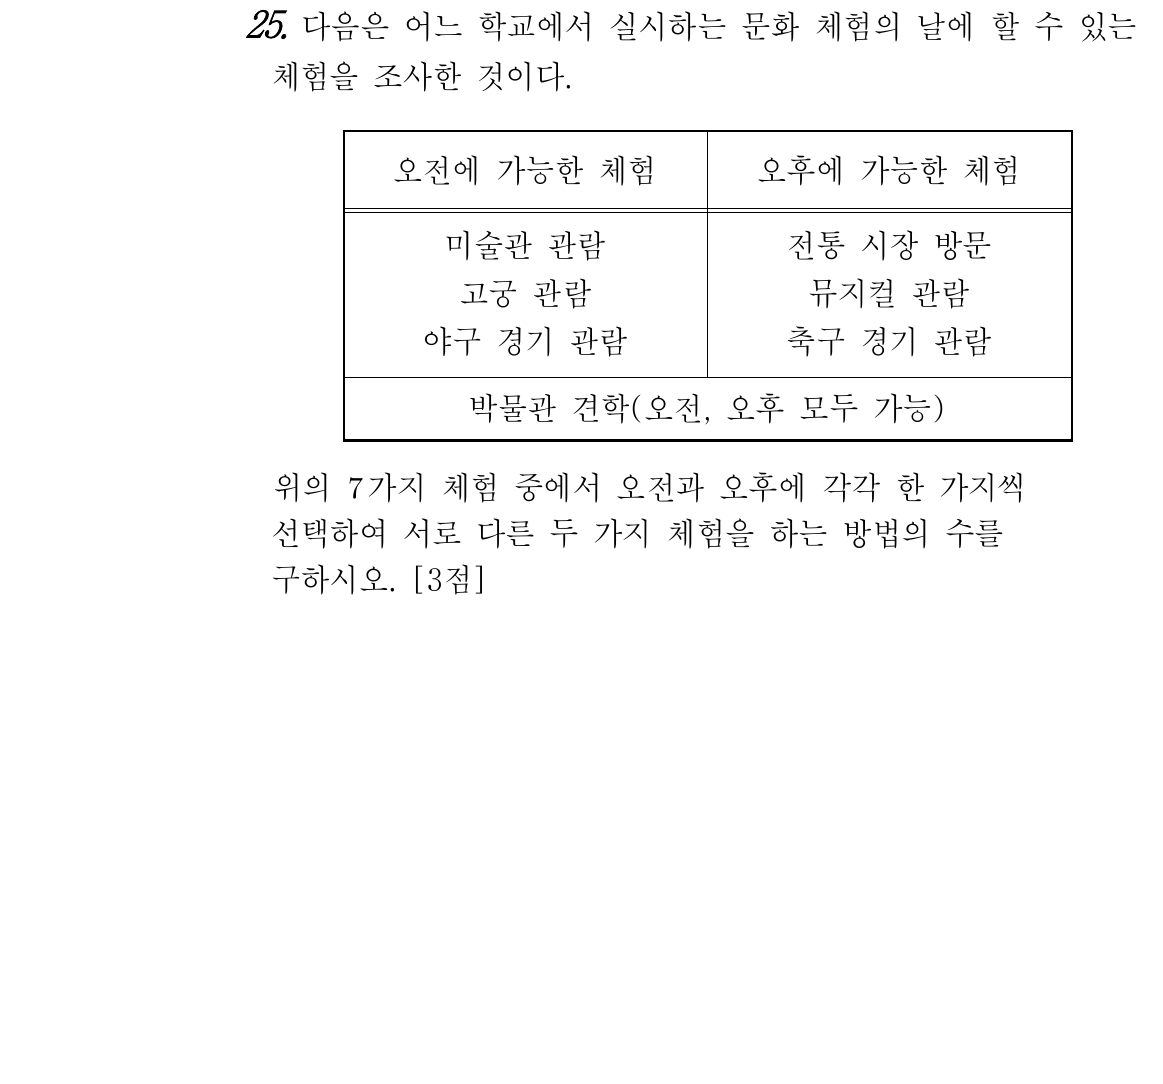 25. 다음은 어느 학교에서 실시하는 문화 체험의 날에 할 수 있는
체험을 조사한 것이다.
오전에 가능한 체험 오후에 가능한 체험
미술관 관람 전통 시장 방문
고궁 관람 뮤지컬 관람
야구 경기 관람 축구 경기 관람
박물관 견학(오전, 오후 모두 가능)
위의 7가지 체험 중에서 오전과 오후에 각각 한 가지씩
선택하여 서로 다른 두 가지 체험을 하는 방법의 수를
구하시오. [3점]